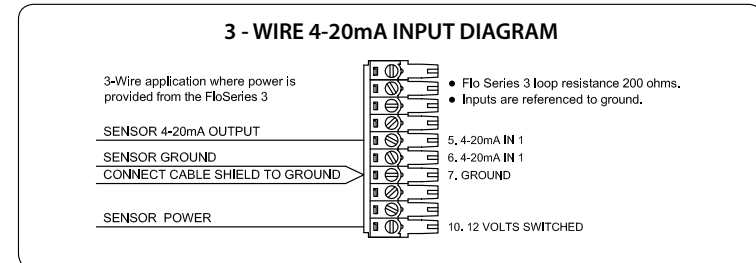 3 - WIRE 4-20mA INPUT DIAGRAM
3-Wire application where power is
provided from the FloSeries 3
SENSOR 4-20mA OUTPUT
SENSOR GROUND
CONNECT CABLE SHIELD TO GROUND
SENSOR POWER
● Flo Series 3 loop resistance 200 ohms.
● Inputs are referenced to ground.
5. 4-20mA IN 1
6. 4-20mA IN 1
7. GROUND
10. 12 VOLTS SWITCHED